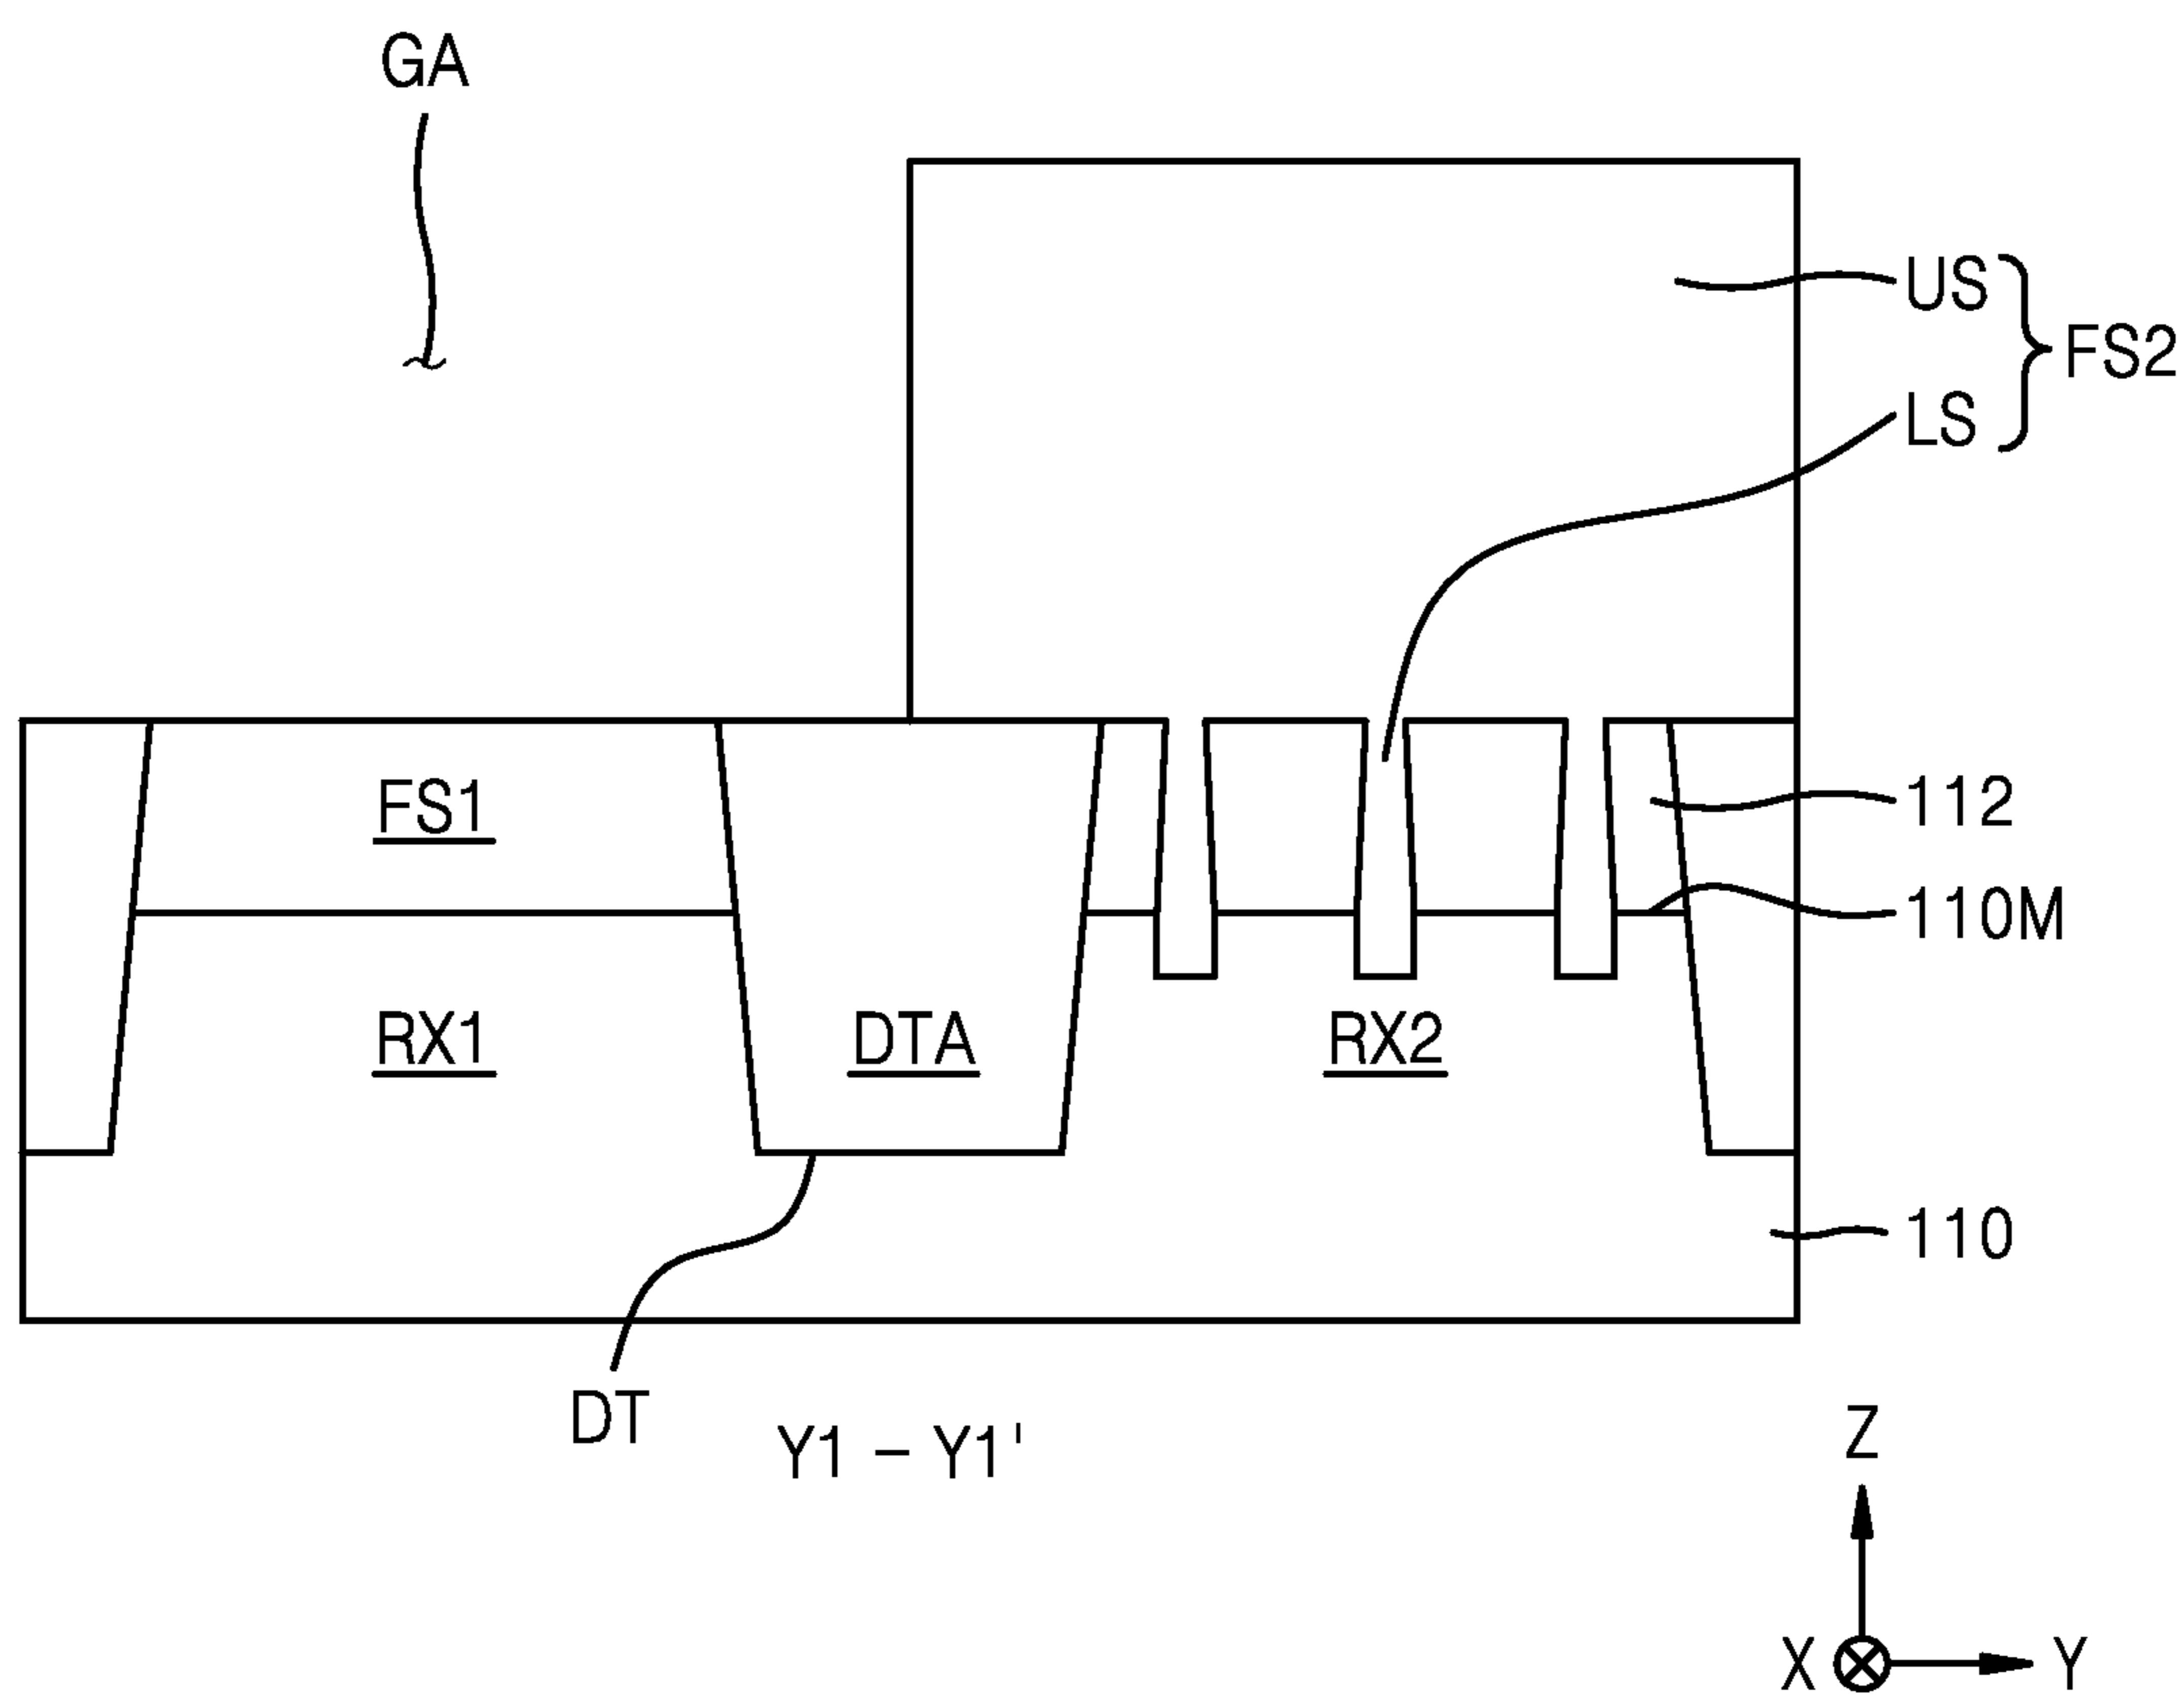 GA
US
FS2
LS
FS1
112
110M
RX1
DTA
RX2
110
DT
Y1 - Y1'
Z
X
Y